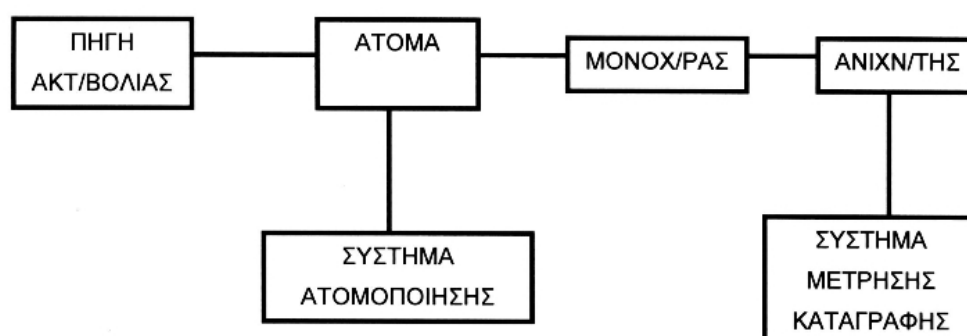 ΠΗΓΗ
ΑΚΤ/ΒΟΛΙΑΣ
ΑΤΟΜΑ
ΜΟΝΟΧ/ΡΑΣ
ΑΝΙΧΝ/ΤΗΣ
ΣΥΣΤΗΜΑ
ΑΤΟΜΟΠΟΙΗΣΗΣ
ΣΥΣΤΗΜΑ
ΜΕΤΡΗΣΗΣ
ΚΑΤΑΓΡΑΦΗΣ